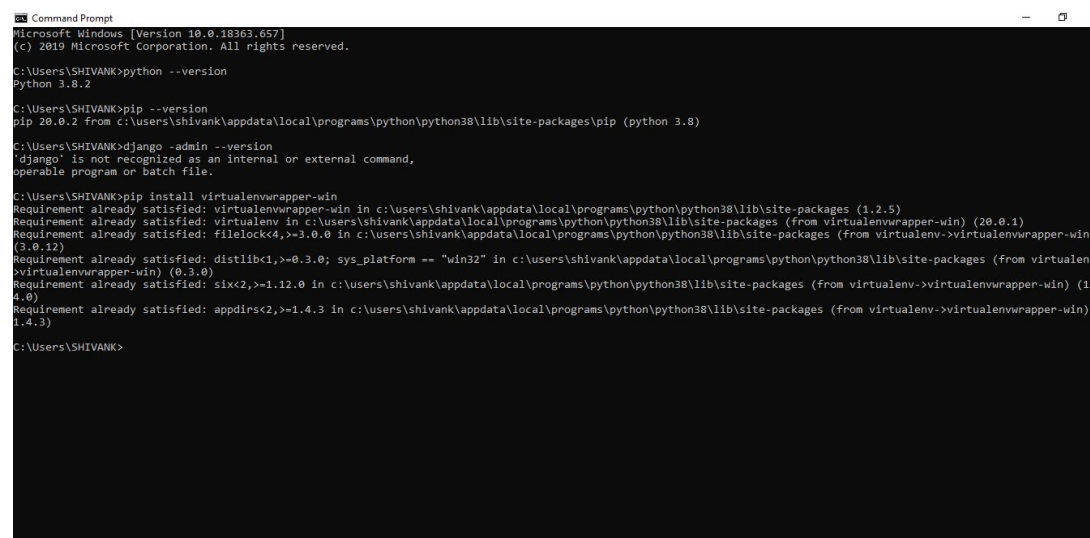 Command Prompt
Microsoft Windows [Version 10.0.18363.657]
(c) 2019 Microsoft Corporation. All rights reserved.
C:\Users\SHIVANK>python --version
Python 3.8.2
C:\Users\SHIVANK>pip --version
pip 20.0.2 from c:\users\shivank\appdata\local\programs\python\python38\lib\site-packages\pip (python 3.8)
C:\Users\SHIVANK>django -admin --version
'django' is not recognized as an internal or external command,
operable program or batch file.
C:\Users\SHIVANK>pip install virtualenvwrapper-win
Requirement already satisfied: virtualenvwrapper-win in c:\users\shivank\appdata\local\programs\python\python38\lib\site-packages (1.2.5)
Requirement already satisfied: virtualenv in c:\users\shivank\appdata\local\programs\python\python38\lib\site-packages (from virtualenvwrapper-win) (20.0.1)
Requirement already satisfied: filelock<4,>=3.0.0 in c:\users\shivank\appdata\local\programs\python\python38\lib\site-packages (from virtualenv->virtualenvwrapper-win
(3.0.12)
Requirement already satisfied: distlib<1,>=0.3.0; sys_platform == "win32" in c:\users\shivank\appdata\local\programs\python\python38\lib\site-packages (from virtualen
>virtualenvwrapper-win) (0.3.0)
Requirement already satisfied: six<2,>=1.12.0 in c:\users\shivank\appdata\local\programs\python\python38\lib\site-packages (from virtualenv->virtualenvwrapper-win) (1
4.0)
Requirement already satisfied: appdirs<2,>=1.4.3 in c:\users\shivank\appdata\local\programs\python\python38\lib\site-packages (from virtualenv->virtualenvwrapper-win)
1.4.3)
C:\Users\SHIVANK>